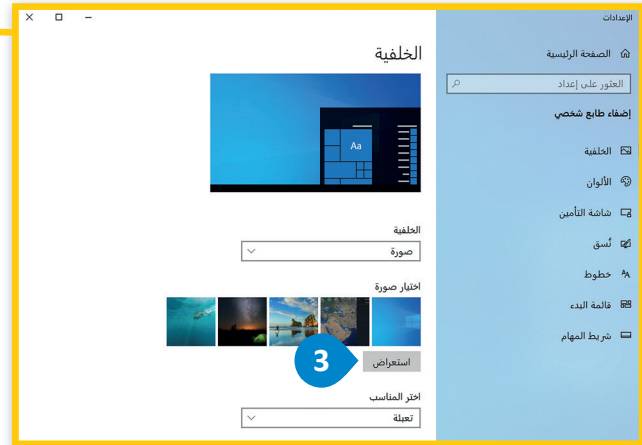 الإعدادات
الصفحة الرئيسية
العثور على إعداد
إضفاء طابع شخصي
الخلفية
الألوان
شاشة التأمين
نُسق
خطوط
قائمة البدء
شريط المهام
الخلفية
Aa
الخلفية
صورة
اختيار صورة
استعراض
3
اختر المناسب
تعبئة